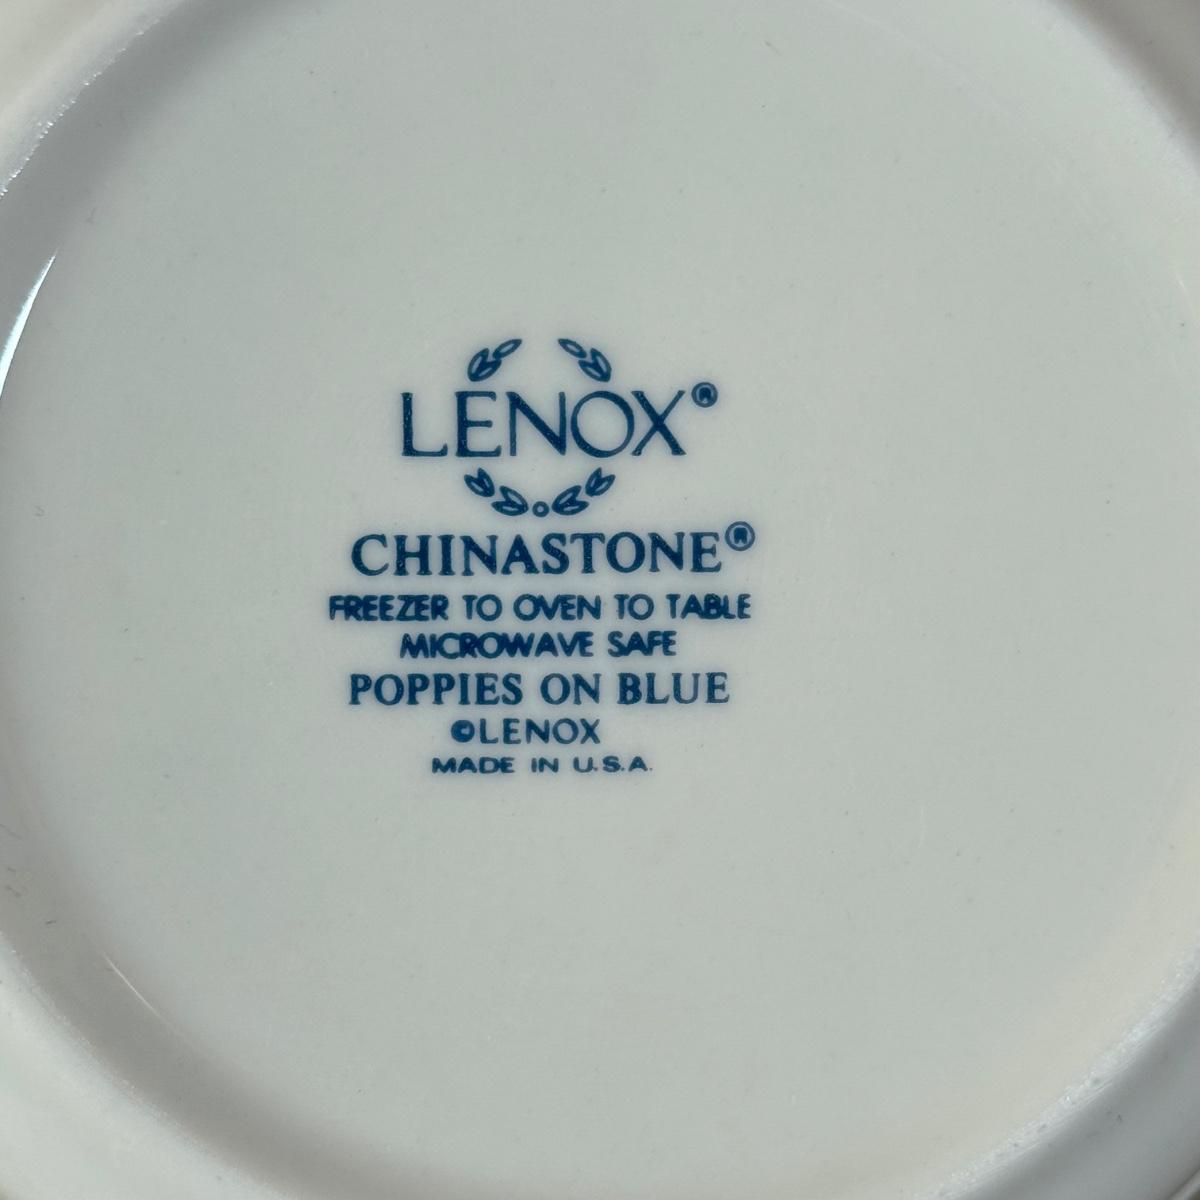 LENOX®
CHINASTONE®
FREEZER TO OVEN TO TABLE
MICROWAVE SAFE
POPPIES ON BLUE
©LENOX
MADE IN U.S.A.